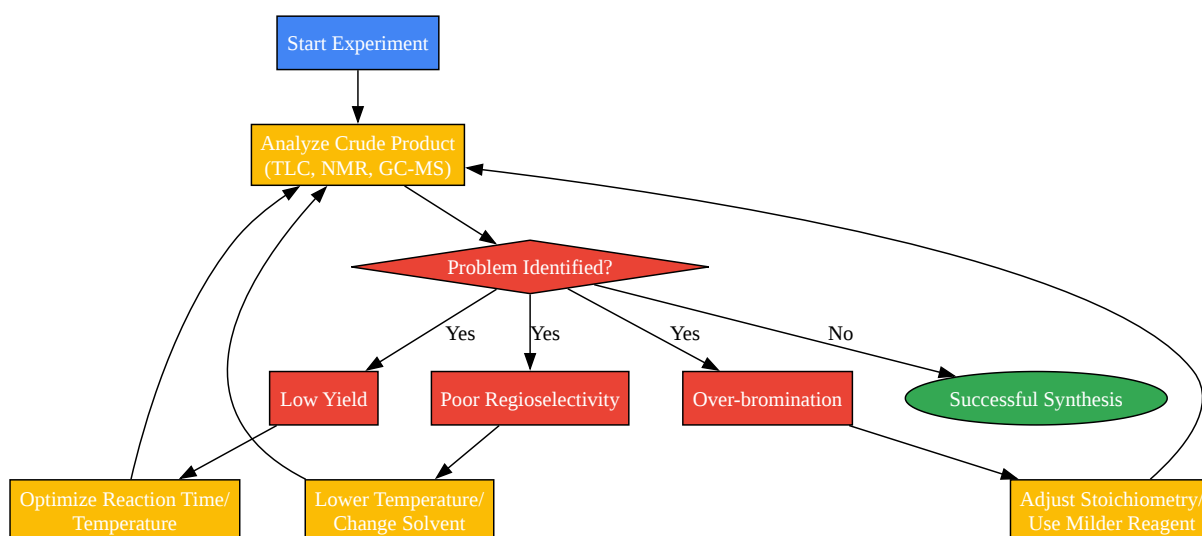 Start Experiment
Analyze Crude Product
(TLC, NMR, GC-MS)
Problem Identified?
Yes
Yes
Yes
No
Low Yield
Poor Regioselectivity
Over-bromination
Successful Synthesis
Optimize Reaction Time/
Temperature
Lower Temperature/
Change Solvent
Adjust Stoichiometry/
Use Milder Reagent